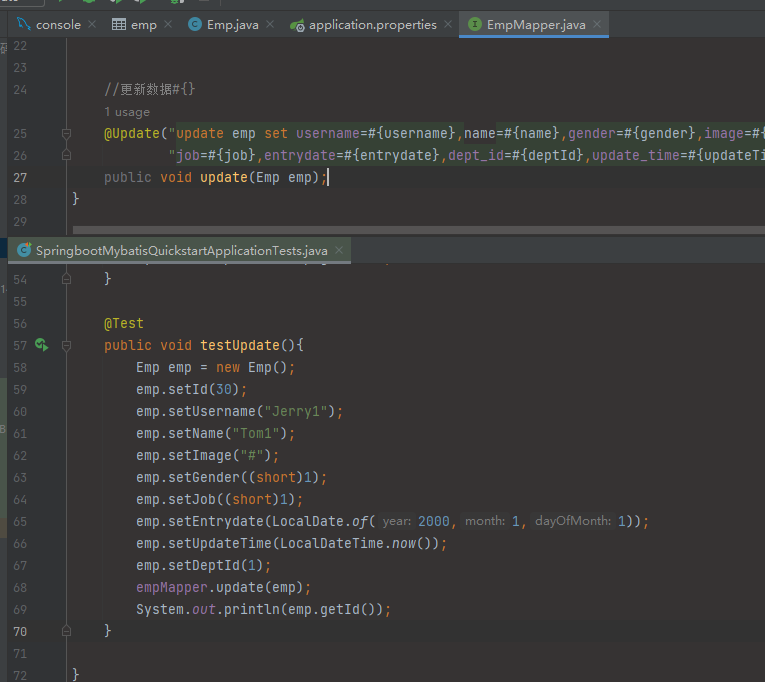 console emp Emp.java application.properties EmpMapper.java
22
23
24 //更新数据#{}
1 usage
25 @Update("update emp set username=#{username},name=#{name},gender=#{gender},image=#{
26 "job=#{job},entrydate=#{entrydate},dept_id=#{deptId},update_time=#{updateTi
27 public void update(Emp emp);
28 }
29
SpringbootMybatisQuickstartApplicationTests.java
54 }
55
56 @Test
57 public void testUpdate(){
58 Emp emp = new Emp();
59 emp.setId(30);
60 emp.setUsername("Jerry1");
61 emp.setName("Tom1");
62 emp.setImage("#");
63 emp.setGender((short)1);
64 emp.setJob((short)1);
65 emp.setEntrydate(LocalDate.of( year: 2000, month: 1, dayOfMonth: 1));
66 emp.setUpdateTime(LocalDateTime.now());
67 emp.setDeptId(1);
68 empMapper.update(emp);
69 System.out.println(emp.getId());
70 }
71
72 }